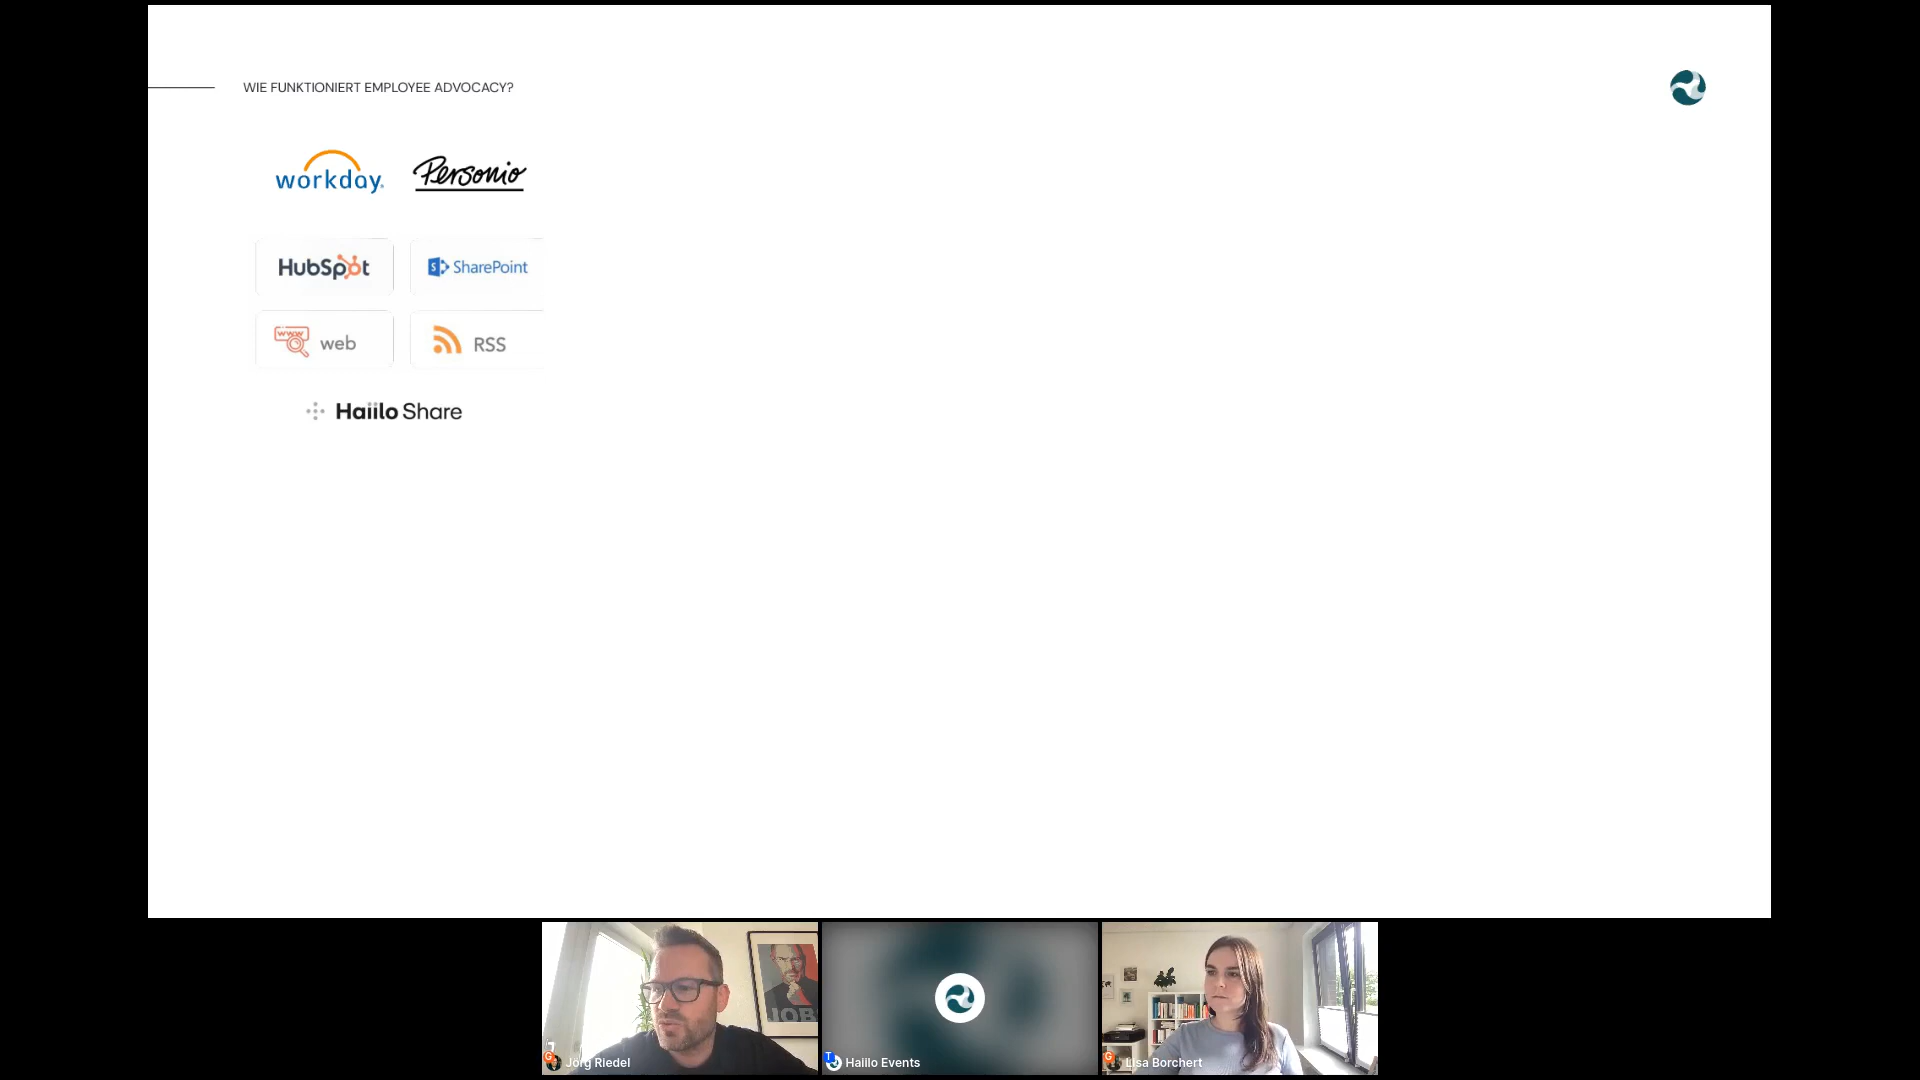 WIE FUNKTIONIERT EMPLOYEE ADVOCACY?
workday.
Personio
HubSpot
SharePoint
www
web
RSS
Haiilo Share
JOBS
Jörg Riedel
Haiilo Events
Lisa Borchert